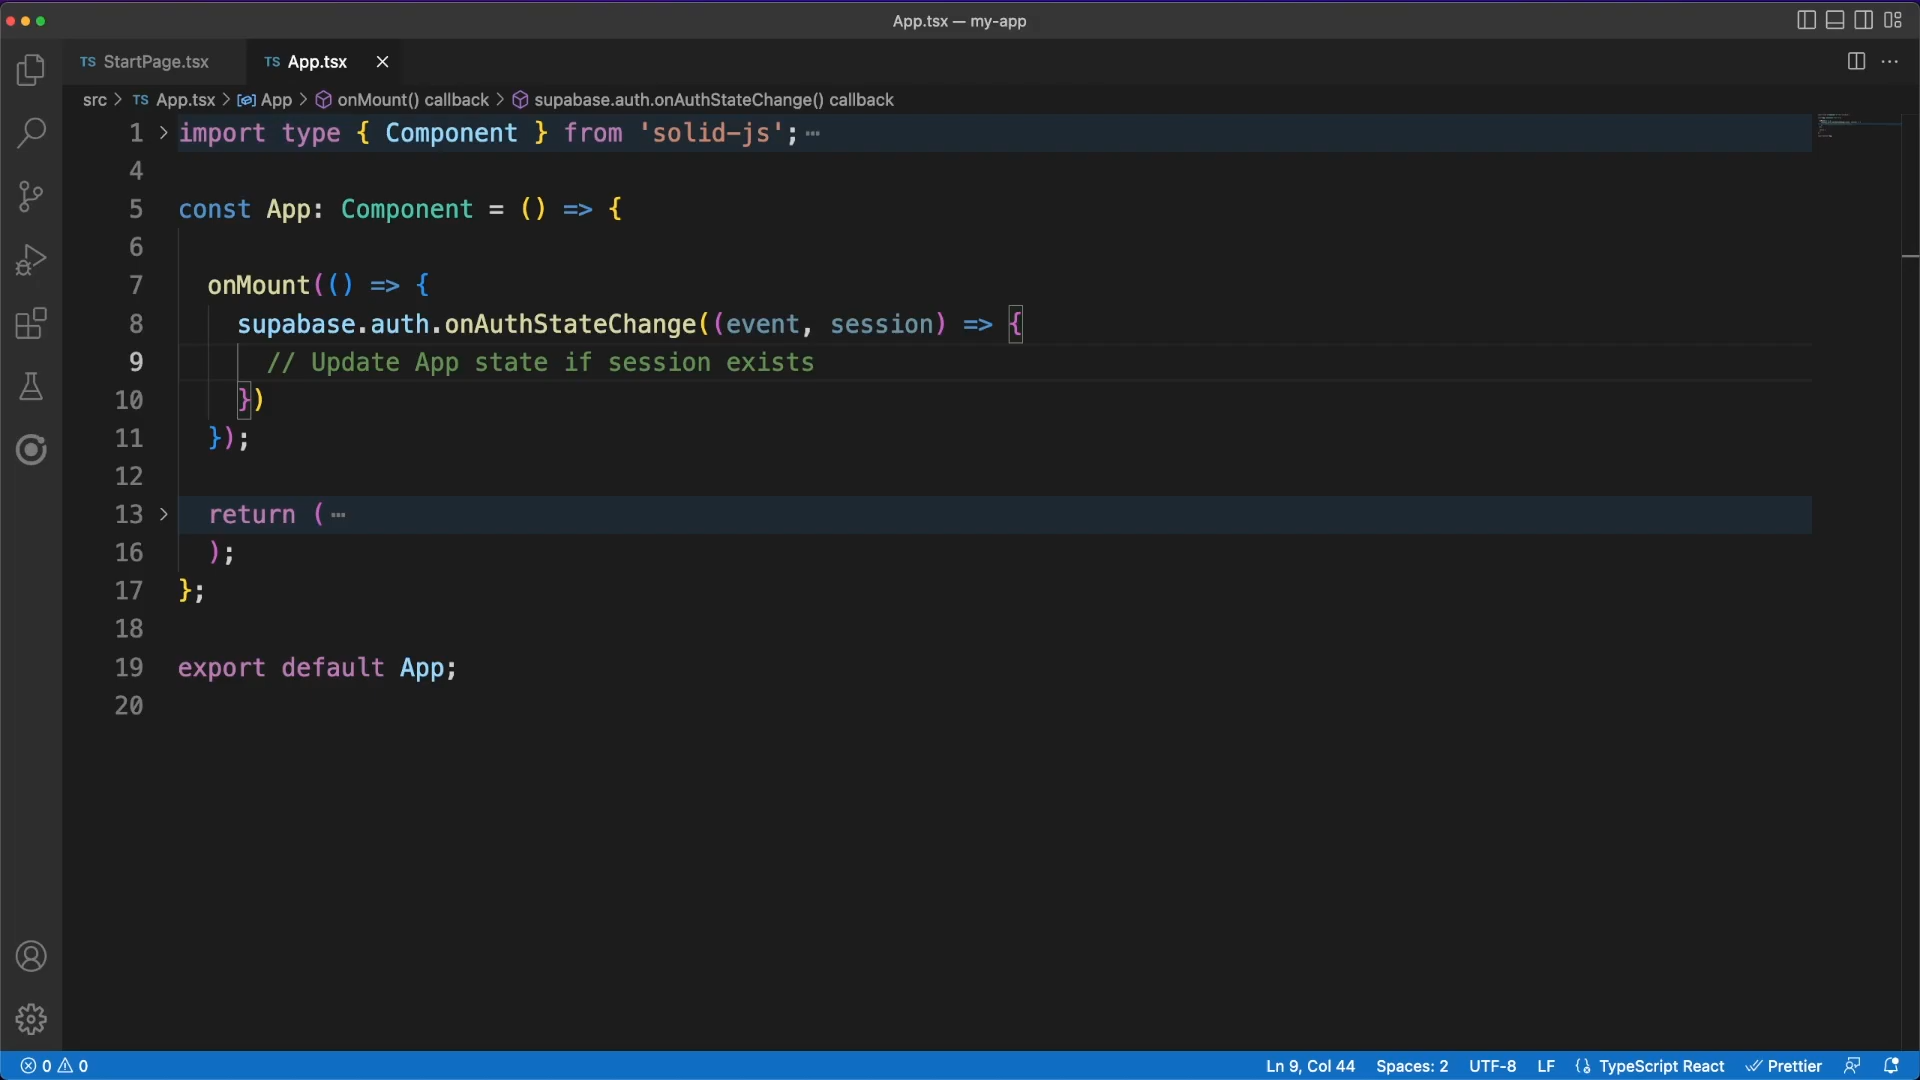 App.tsx — my-app
TS StartPage.tsx TS App.tsx
src > TS App.tsx > App > onMount() callback > supabase.auth.onAuthStateChange() callback
1 import type { Component } from 'solid-js';
4
5 const App: Component = () => {
6
7 onMount(() => {
8 supabase.auth.onAuthStateChange((event, session) => {
9 // Update App state if session exists
10 })
11 });
12
13 return (
16 );
17 };
18
19 export default App;
20
0 0 Ln 9, Col 44 Spaces: 2 UTF-8 LF TypeScript React Prettier